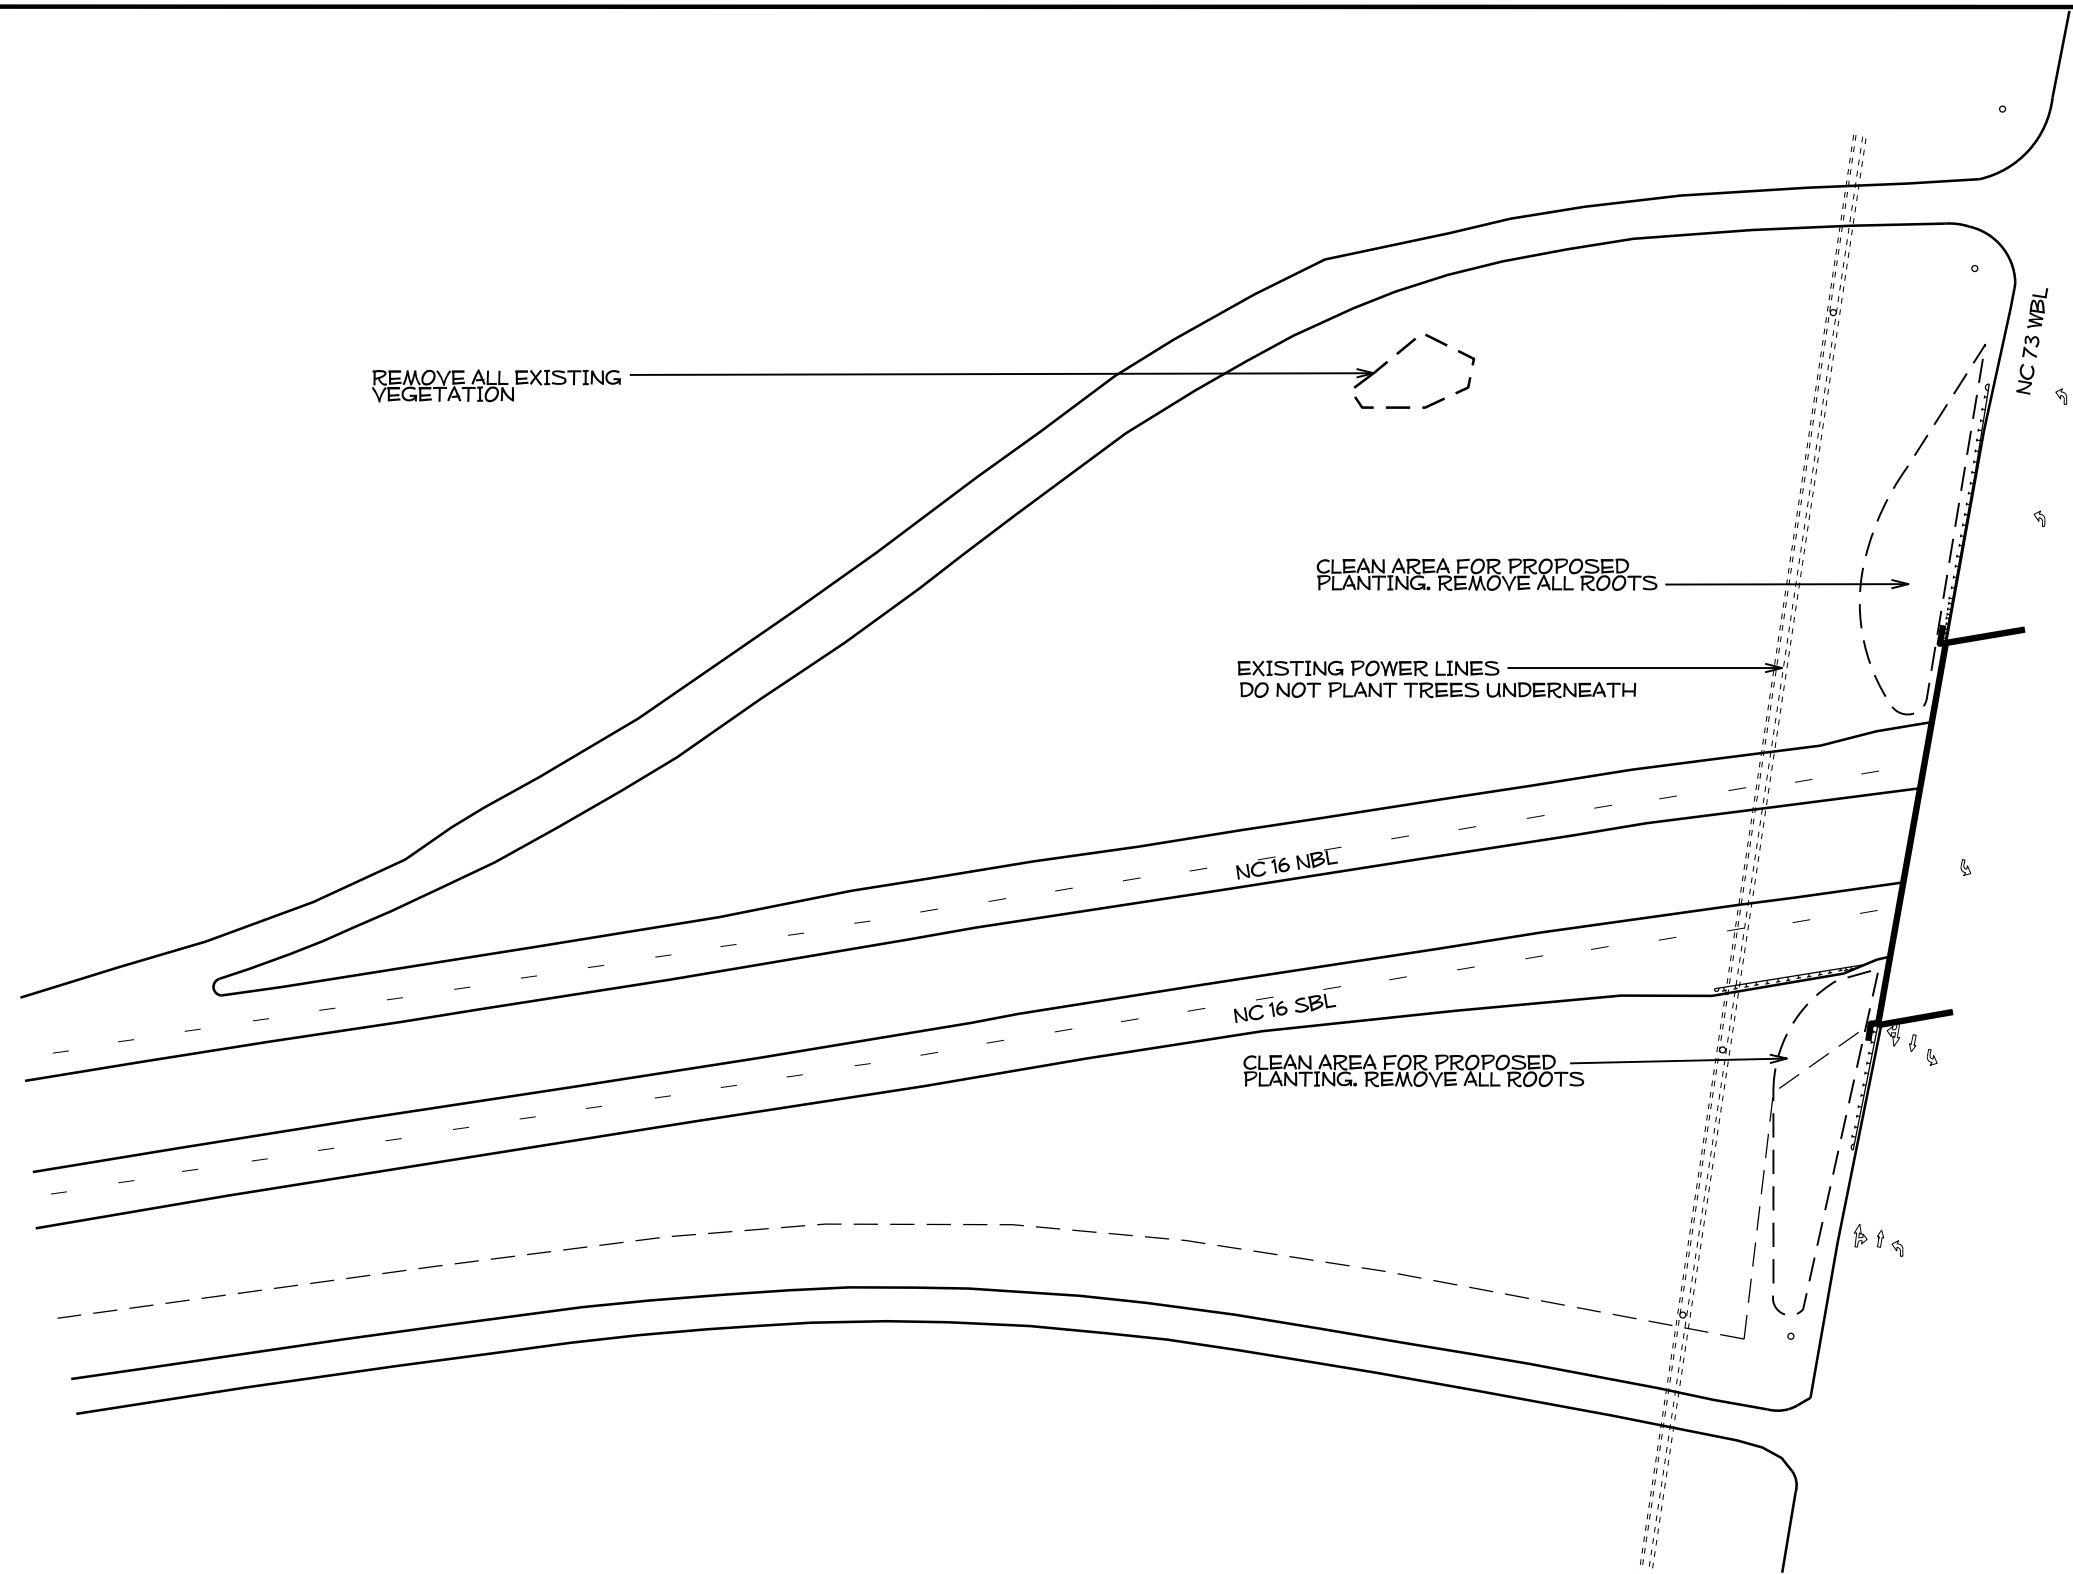 NC 73 WBL
REMOVE ALL EXISTING
VEGETATION
CLEAN AREA FOR PROPOSED
PLANTING. REMOVE ALL ROOTS
EXISTING POWER LINES
DO NOT PLANT TREES UNDERNEATH
NC 16 NBL
NC 16 SBL
CLEAN AREA FOR PROPOSED
PLANTING. REMOVE ALL ROOTS